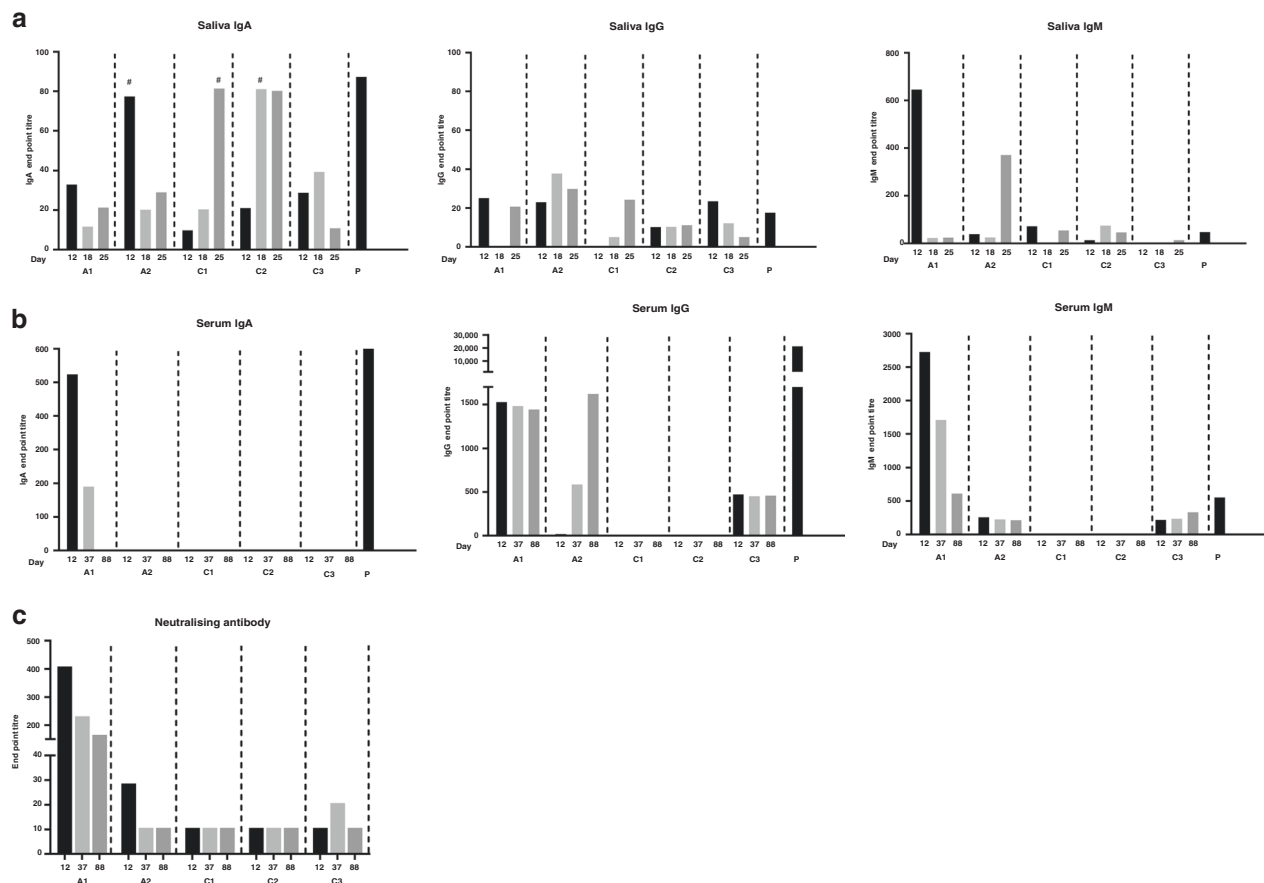 a
Saliva IgA
Saliva IgG
Saliva IgM
IgA end point titre
100
80
60
40
20
0
# # #
Day 12 18 25 12 18 25 12 18 25 12 18 25 12 18 25
A1 A2 C1 C2 C3 P
IgG end point titre
100
80
60
40
20
0
12 18 25 12 18 25 12 18 25 12 18 25 12 18 25
A1 A2 C1 C2 C3 P
IgM end point titre
800
600
400
200
0
12 18 25 12 18 25 12 18 25 12 18 25 12 18 25
A1 A2 C1 C2 C3 P
b
Serum IgA
Serum IgG
Serum IgM
IgA end point titre
600
500
400
200
200
100
0
Day 12 37 88 12 37 88 12 37 88 12 37 88 12 37 88
A1 A2 C1 C2 C3 P
IgG end point titre
30,000
20,000
10,000
1500
1000
500
0
Day 12 37 88 12 37 88 12 37 88 12 37 88 12 37 88
A1 A2 C1 C2 C3 P
IgM end point titre
3000
2500
2000
1500
1000
500
0
Day 12 37 88 12 37 88 12 37 88 12 37 88 12 37 88
A1 A2 C1 C2 C3 P
c
Neutralising antibody
End point titre
500
400
300
200
40
30
20
10
0
12 37 88 12 37 88 12 37 88 12 37 88 12 37 88
A1 A2 C1 C2 C3